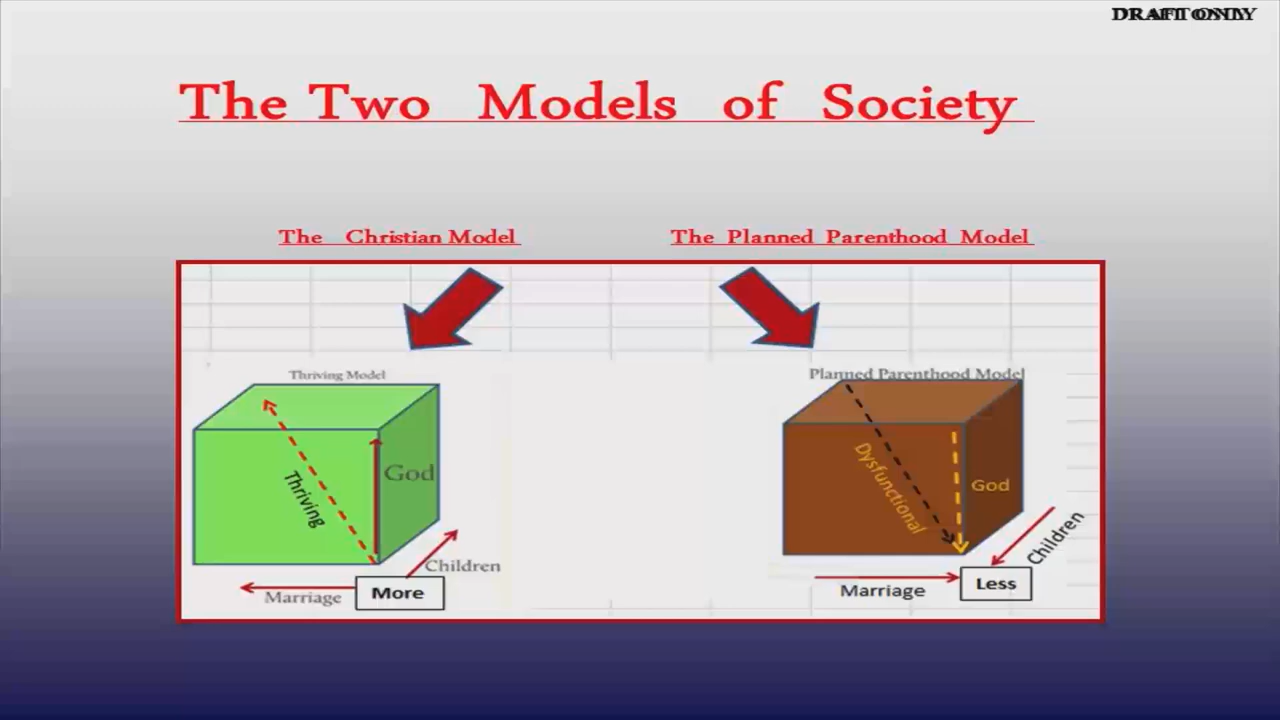 DRAFT ONLY
The Two Models of Society
The Christian Model
The Planned Parenthood Model
Thriving Model
Planned Parenthood Model
Thriving
God
Children
Marriage
More
Dysfunctional
God
Children
Marriage
Less